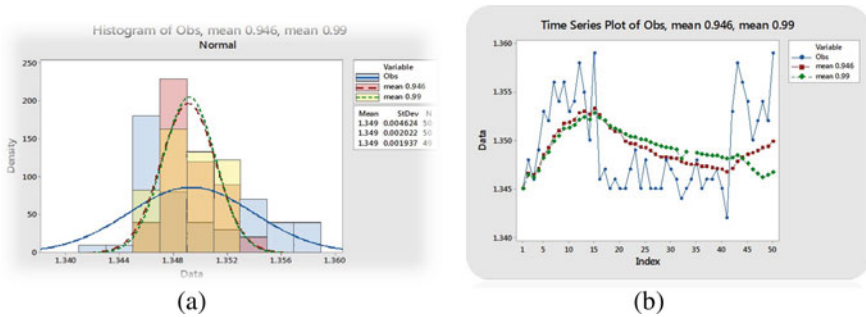 Histogram of Obs, mean 0.946, mean 0.99
Normal
250
200
150
100
50
0
Density
1.340 1.344 1.348 1.352 1.356 1.360
Data
Variable
Obs
mean 0.946
mean 0.99
Mean StDev N
1.349 0.004624 50
1.349 0.002022 50
1.349 0.001937 49
(a)
Time Series Plot of Obs, mean 0.946, mean 0.99
1.360
1.355
1.350
1.345
1.340
Data
1 5 10 15 20 25 30 35 40 45 50
Index
Variable
Obs
mean 0.946
mean 0.99
(b)